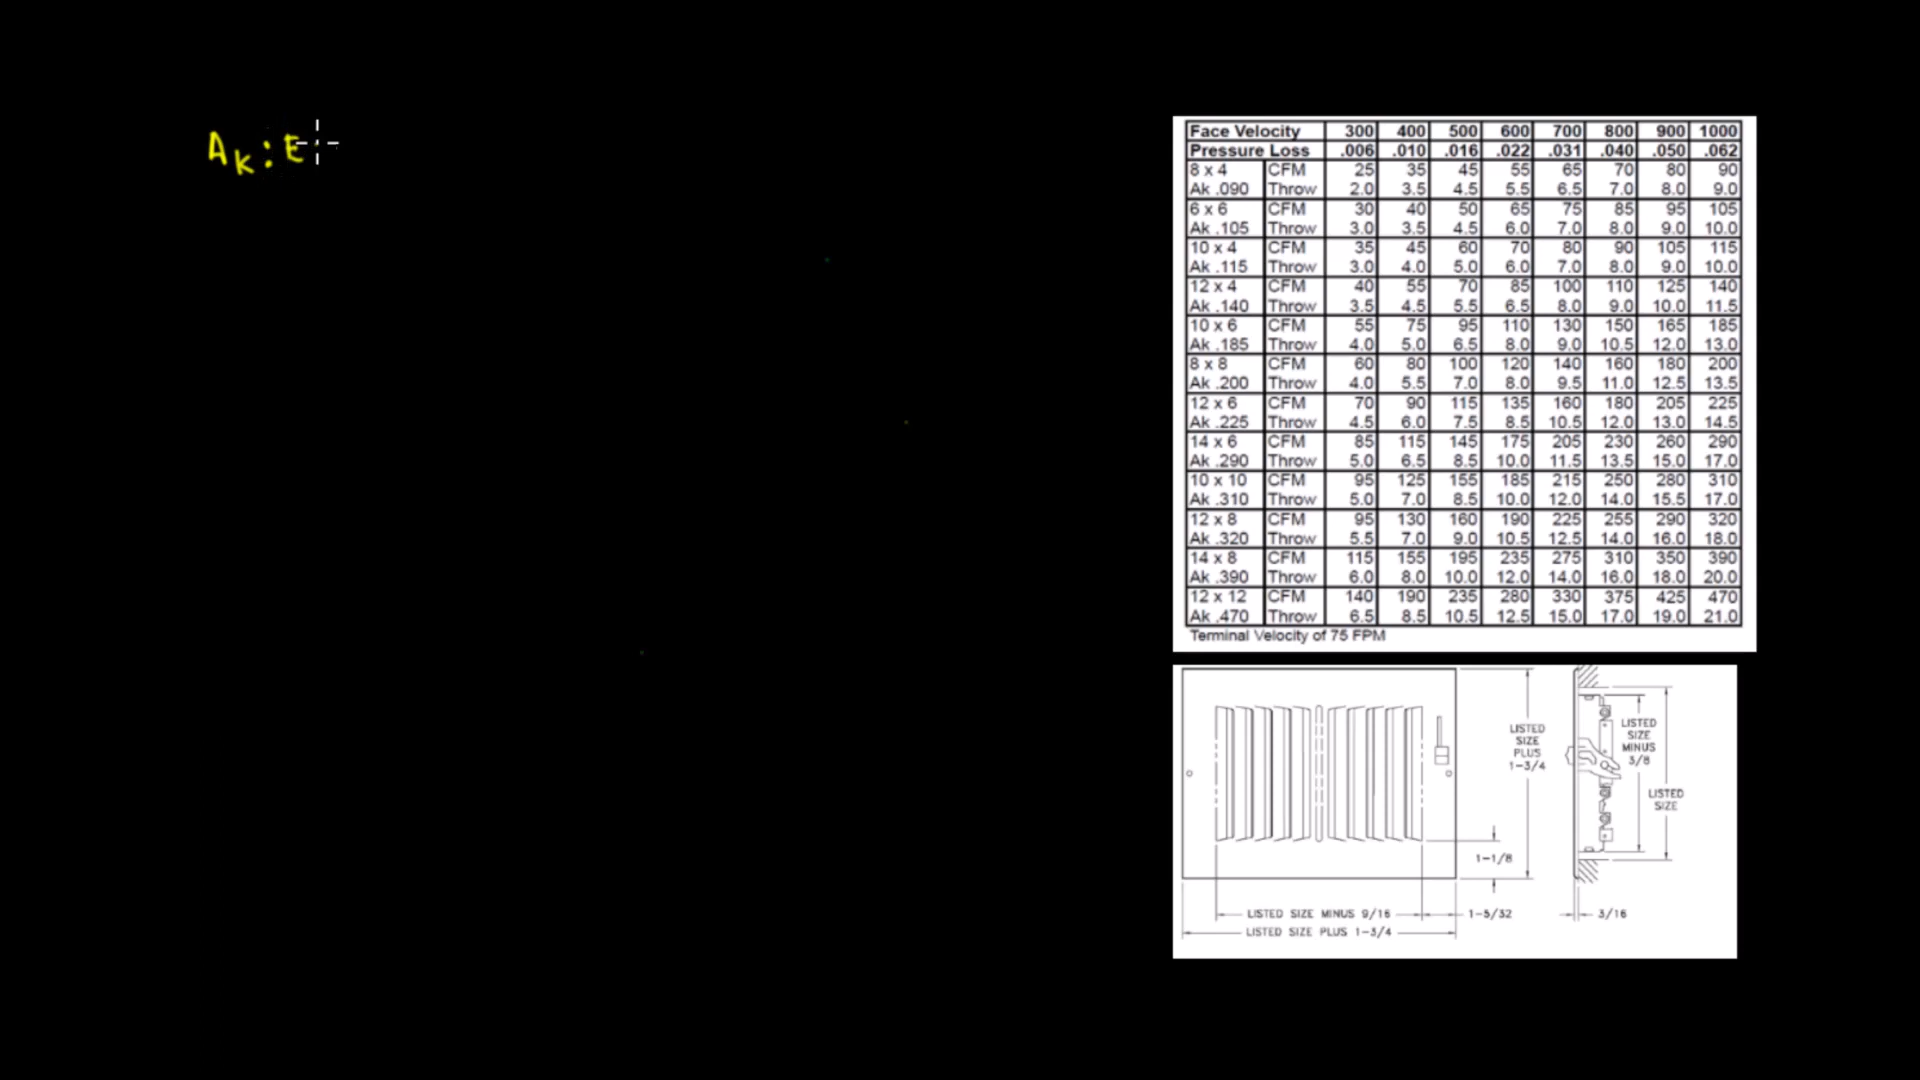 AK: E
Face Velocity 300 400 500 600 700 800 900 1000
Pressure Loss .006 .010 .016 .022 .031 .040 .050 .062
8 x 4 CFM 25 35 45 55 65 70 80 90
Ak .090 Throw 2.0 3.5 4.5 5.5 6.5 7.0 8.0 9.0
6 x 6 CFM 30 40 50 65 75 85 95 105
Ak .105 Throw 3.0 3.5 4.5 6.0 7.0 8.0 9.0 10.0
10 x 4 CFM 35 45 60 70 80 90 105 115
Ak .115 Throw 3.0 4.0 5.0 6.0 7.0 8.0 9.0 10.0
12 x 4 CFM 40 55 70 85 100 110 125 140
Ak .140 Throw 3.5 4.5 5.5 6.5 8.0 9.0 10.0 11.5
10 x 6 CFM 55 75 95 110 130 150 165 185
Ak .185 Throw 4.0 5.0 6.5 8.0 9.0 10.5 12.0 13.0
8 x 8 CFM 60 80 100 120 140 160 180 200
Ak .200 Throw 4.0 5.5 7.0 8.0 9.5 11.0 12.5 13.5
12 x 6 CFM 70 90 115 135 160 180 205 225
Ak .225 Throw 4.5 6.0 7.5 8.5 10.5 12.0 13.0 14.5
14 x 6 CFM 85 115 145 175 205 230 260 290
Ak .290 Throw 5.0 6.5 8.5 10.0 11.5 13.5 15.0 17.0
10 x 10 CFM 95 125 155 185 215 250 280 310
Ak .310 Throw 5.0 7.0 8.5 10.0 12.0 14.0 15.5 17.0
12 x 8 CFM 95 130 160 190 225 255 290 320
Ak .320 Throw 5.5 7.0 9.0 10.5 12.5 14.0 16.0 18.0
14 x 8 CFM 115 155 195 235 275 310 350 390
Ak .390 Throw 6.0 8.0 10.0 12.0 14.0 16.0 18.0 20.0
12 x 12 CFM 140 190 235 280 330 375 425 470
Ak .470 Throw 6.5 8.5 10.5 12.5 15.0 17.0 19.0 21.0
Terminal Velocity of 75 FPM
LISTED
SIZE
PLUS
1-3/4
LISTED
SIZE
MINUS
3/8
LISTED
SIZE
1-1/8
LISTED SIZE MINUS 9/16
1-5/32
3/16
LISTED SIZE PLUS 1-3/4